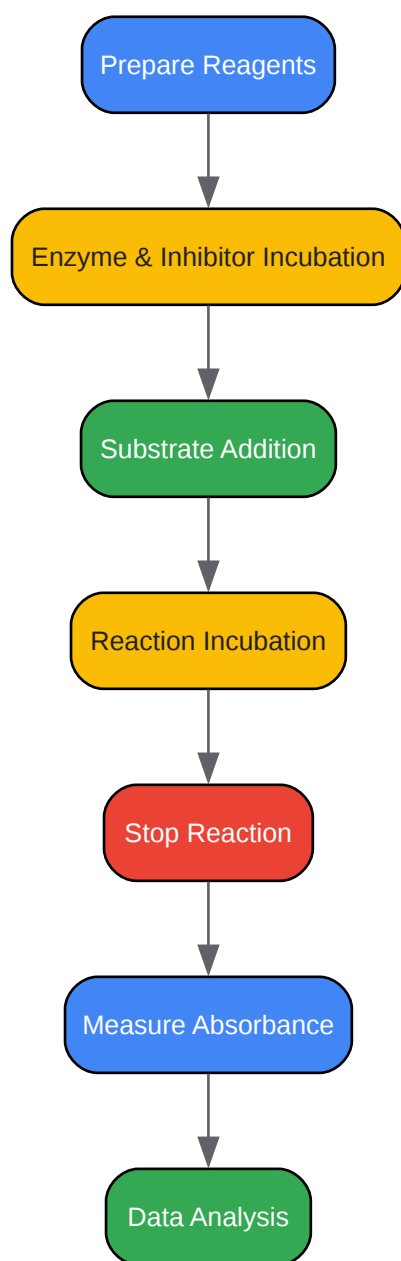 Prepare Reagents
Enzyme & Inhibitor Incubation
Substrate Addition
Reaction Incubation
Stop Reaction
Measure Absorbance
Data Analysis